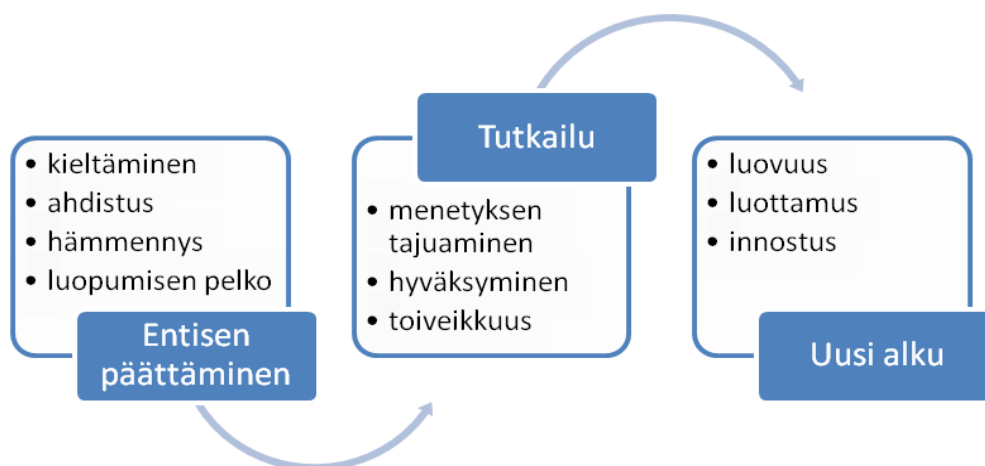 • kieltäminen
• ahdistus
• hämmennys
• luopumisen pelko
Entisen
päättäminen
Tutkailu
• menetyksen
tajuaminen
• hyväksyminen
• toiveikkuus
• luovuus
• luottamus
• innostus
Uusi alku